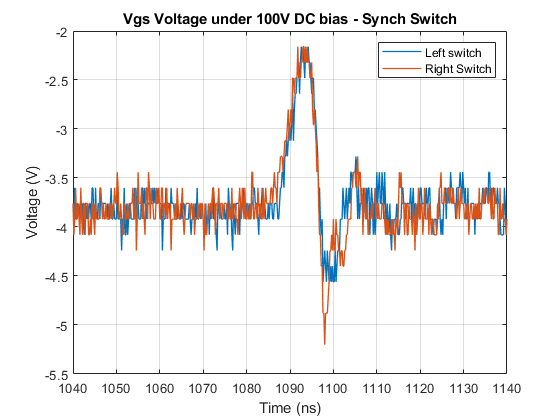 Vgs Voltage under 100V DC bias - Synch Switch
Left switch
Right Switch
Voltage (V)
-2
-2.5
-3
-3.5
-4
-4.5
-5
-5.5
1040 1050 1060 1070 1080 1090 1100 1110 1120 1130 1140
Time (ns)